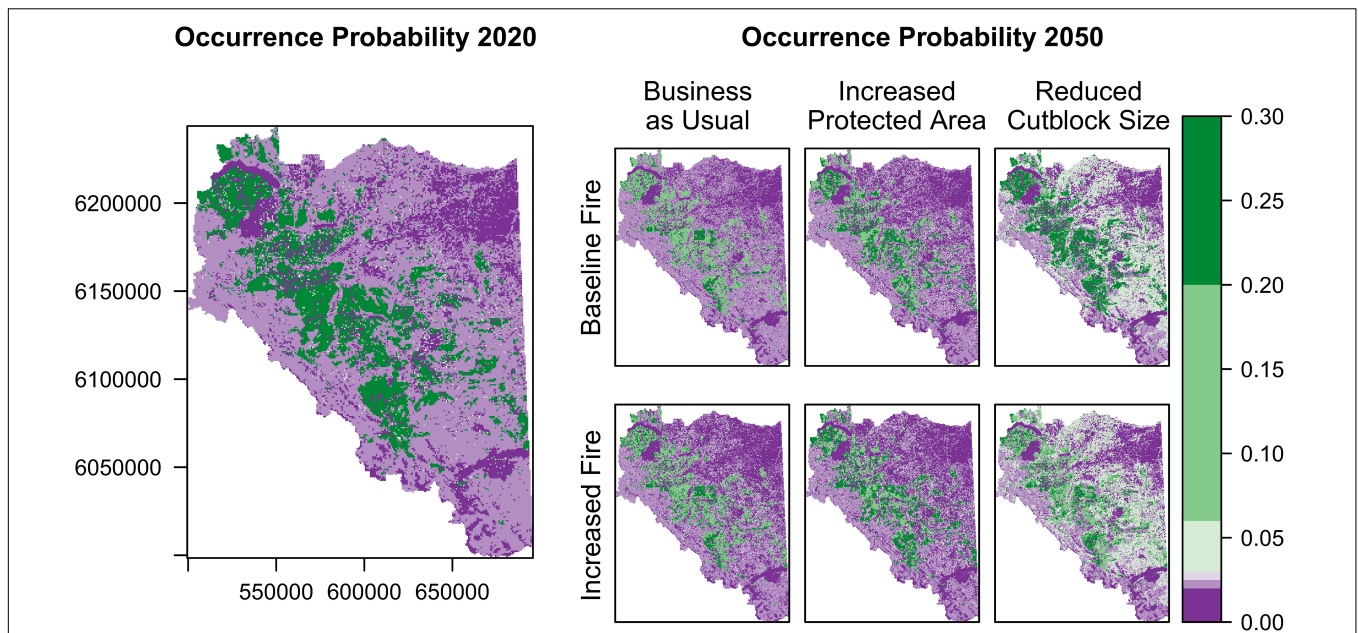 Occurrence Probability 2020
6200000
6150000
6100000
6050000
550000 600000 650000
Occurrence Probability 2050
Business
as Usual
Increased
Protected Area
Reduced
Cutblock Size
Baseline Fire
Increased Fire
0.30
0.25
0.20
0.15
0.10
0.05
0.00